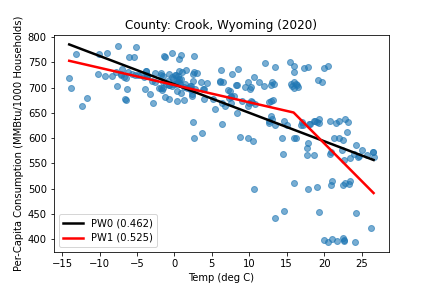 County: Crook, Wyoming (2020)
Per-Capita Consumption (MMBtu/1000 Households)
800
750
700
650
600
550
500
450
400
PW0 (0.462)
PW1 (0.525)
−15 −10 −5 0 5 10 15 20 25
Temp (deg C)